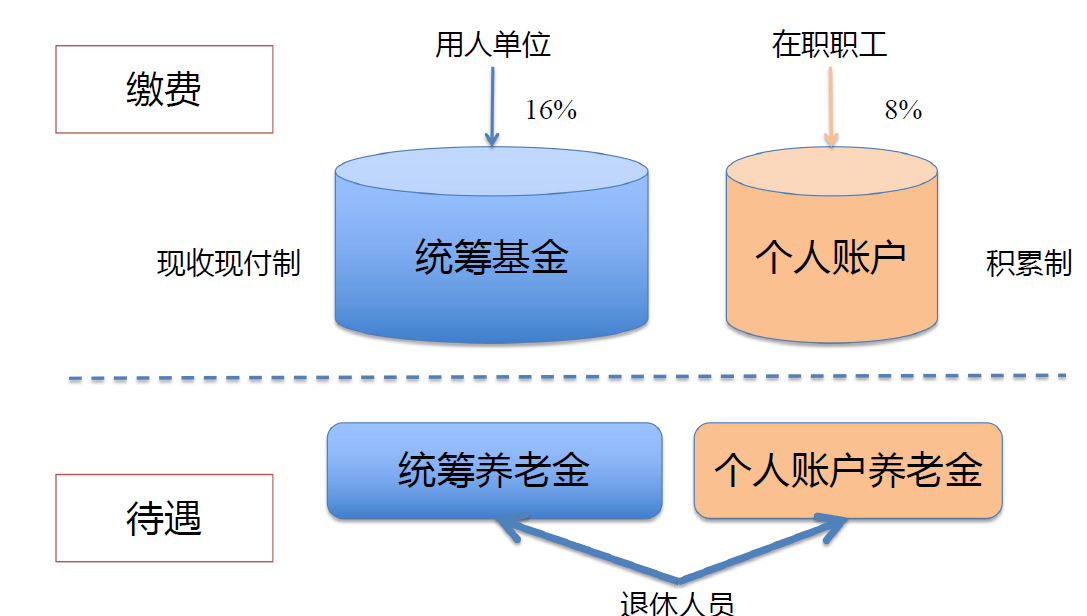 用人单位
在职职工
缴费
16%
8%
统筹基金
个人账户
现收现付制
积累制
统筹养老金
个人账户养老金
待遇
退休人员